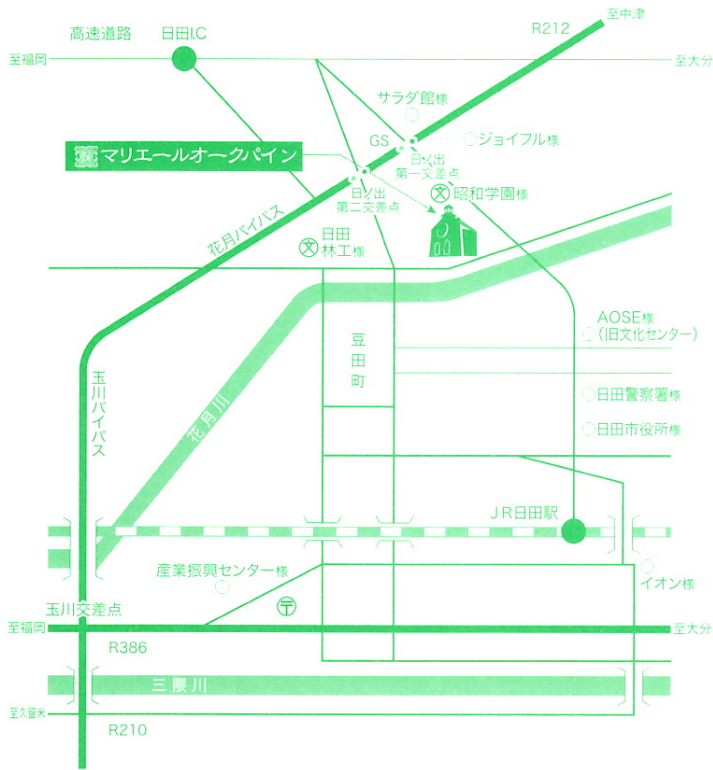 至中津
R212
高速道路
日田I.C
至福岡
至大分
サラダ館様
GS
ジョイフル様
マリエールオークパイン
日ノ出
第一交差点
日ノ出
第二交差点
文
昭和学園様
花月バイパス
文
日田
林工様
AOSE様
(旧文化センター)
豆田町
玉川バイパス
花月川
日田警察署様
日田市役所様
JR日田駅
産業振興センター様
イオン様
〒
玉川交差点
至福岡
至大分
R386
三隈川
至久留米
R210